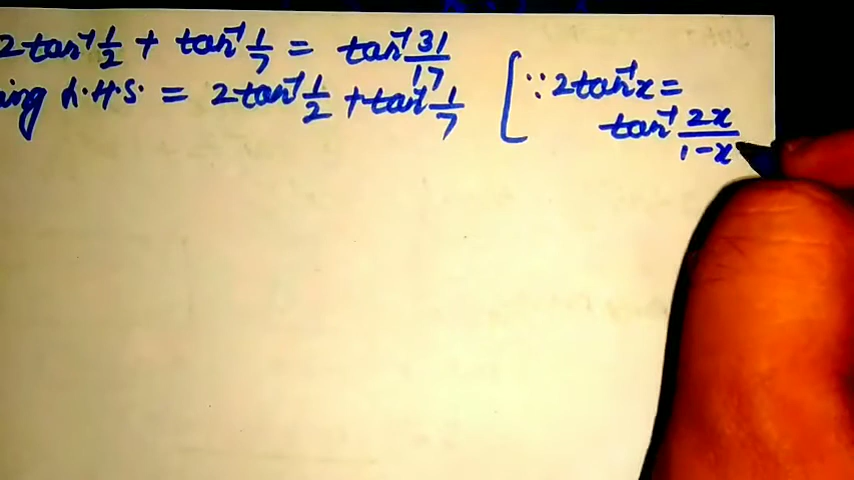 2tan⁻¹ 1/2 + tan⁻¹ 1/7 = tan⁻¹ 31/17
ing L.H.S. = 2tan⁻¹ 1/2 + tan⁻¹ 1/7 [∵ 2tan⁻¹x =
tan⁻¹ 2x/1-x